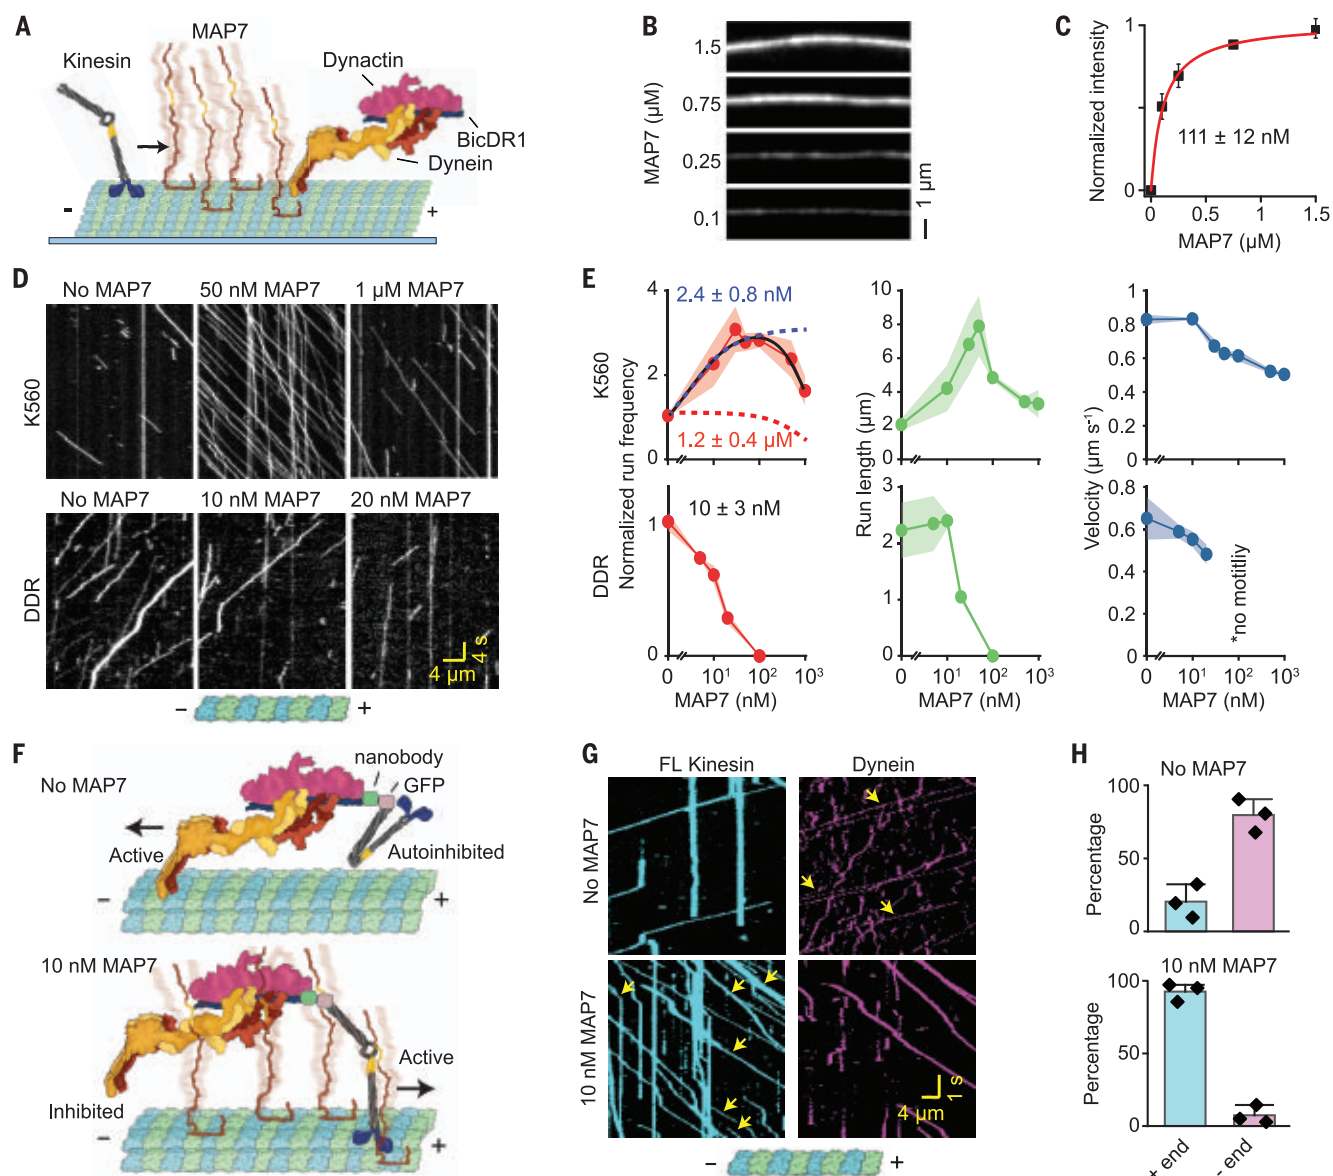 A
MAP7
Kinesin
Dynactin
BicDR1
Dynein
-
+
B
MAP7 (µM)
1.5
0.75
0.25
0.1
1 µm
C
Normalized intensity
1
0
111 ± 12 nM
0 0.5 1 1.5
MAP7 (µM)
D
No MAP7 50 nM MAP7 1 µM MAP7
K560
No MAP7 10 nM MAP7 20 nM MAP7
DDR
4 s
4 µm
- +
E
K560
DDR
Normalized run frequency
4
2
0
2.4 ± 0.8 nM
1.2 ± 0.4 µM
1
0
10 ± 3 nM
0 10¹ 10² 10³
MAP7 (nM)
Run length (µm)
10
8
6
4
2
0
3
2
1
0
0 10¹ 10² 10³
MAP7 (nM)
Velocity (µm s⁻¹)
1
0.8
0.6
0.4
0.2
0
0.8
0.6
0.4
0.2
0
*no motitliy
0 10¹ 10² 10³
MAP7 (nM)
F
No MAP7
nanobody
GFP
Active
Autoinhibited
- +
10 nM MAP7
Active
Inhibited
- +
G
FL Kinesin Dynein
No MAP7
10 nM MAP7
1 s
4 µm
- +
H
No MAP7
Percentage
100
50
0
10 nM MAP7
Percentage
100
50
0
+ end - end